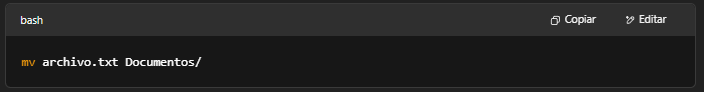 bash Copiar Editar
mv archivo.txt Documentos/